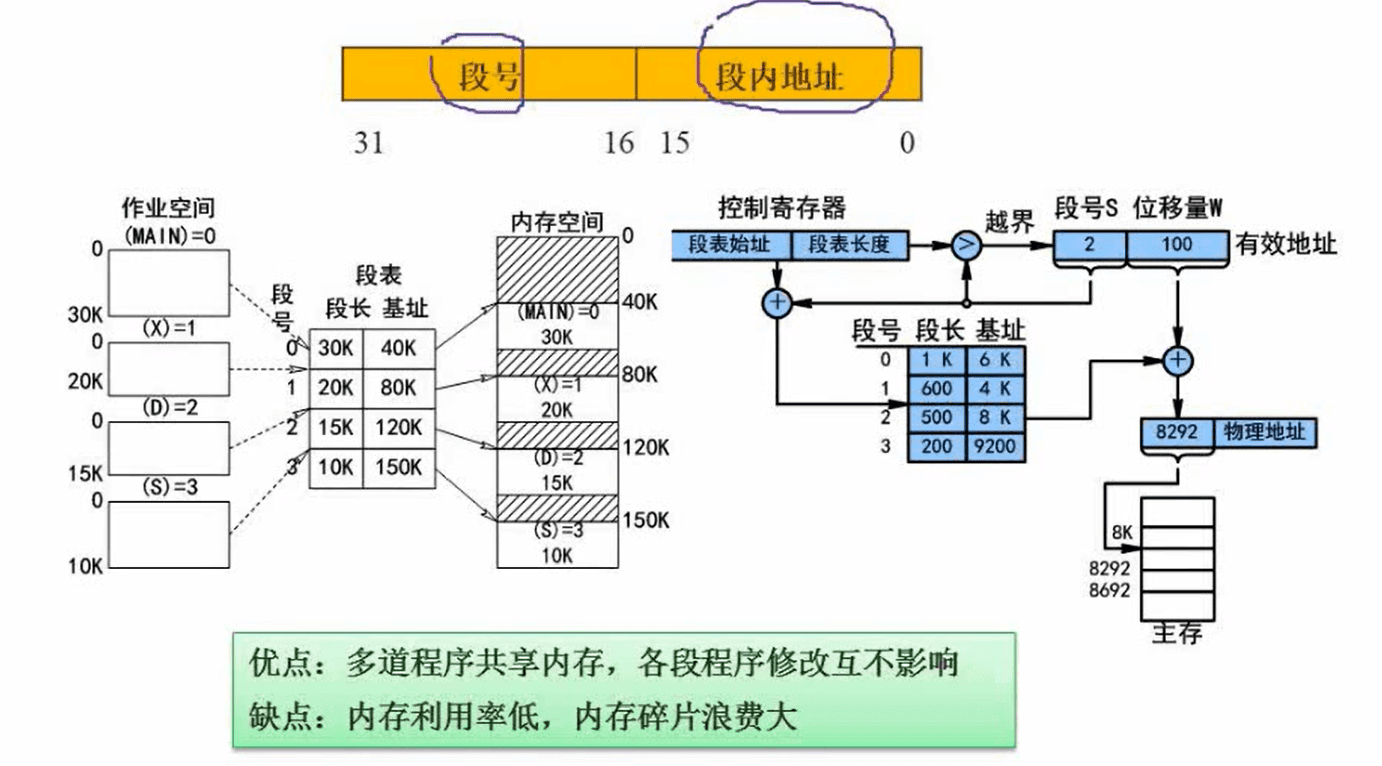 段号 段内地址
31 16 15 0
作业空间
(MAIN)=0
0
30K
(X)=1
0
20K
(D)=2
0
15K
(S)=3
0
10K
段表
段号 段长 基址
0 30K 40K
1 20K 80K
2 15K 120K
3 10K 150K
内存空间
0
40K
(MAIN)=0
30K
80K
(X)=1
20K
120K
(D)=2
15K
150K
(S)=3
10K
控制寄存器
段表始址 段表长度
>
越界
段号S 位移量W
2 100 有效地址
+
段号 段长 基址
0 1 K 6 K
1 600 4 K
2 500 8 K
3 200 9200
+
8292 物理地址
8K
8292
8692
主存
优点：多道程序共享内存，各段程序修改互不影响
缺点：内存利用率低，内存碎片浪费大